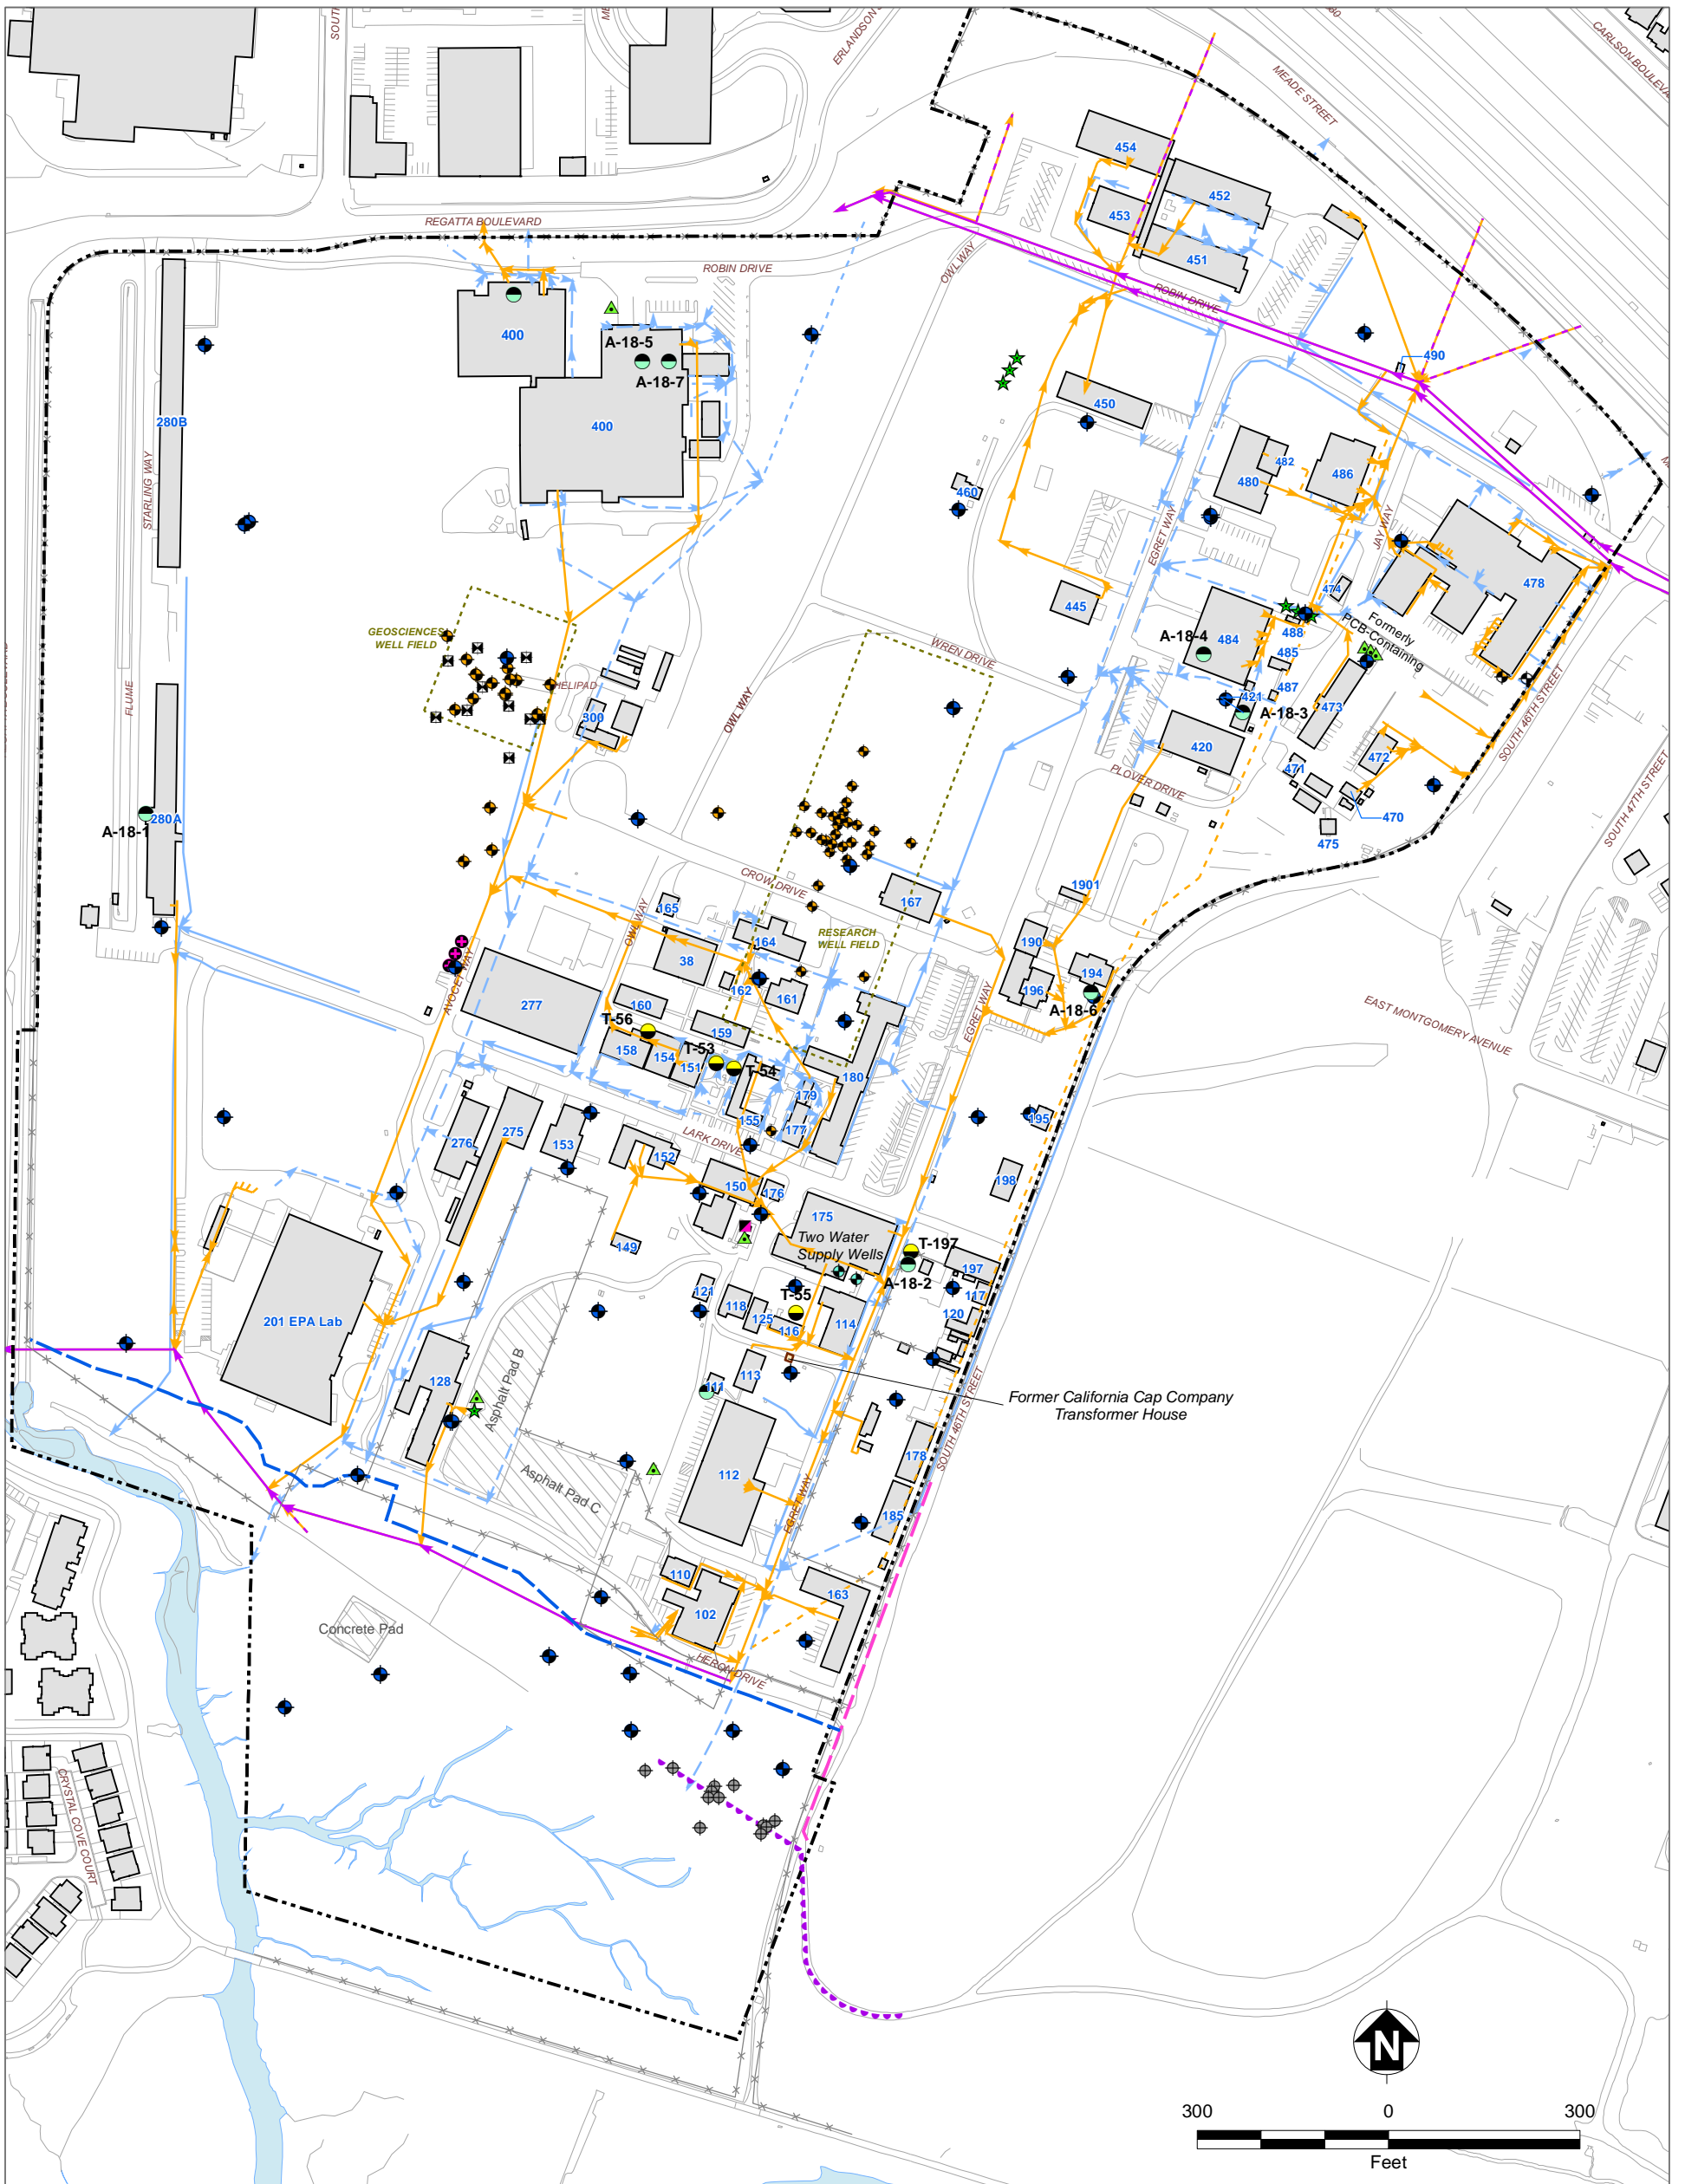 SOUTH
ERLANDSON
CARLSON BOULEVA
MEADE STREET
REGATTA BOULEVARD
ROBIN DRIVE
OWL WAY
454
452
453
451
ROBIN DRIVE
400
A-18-5
A-18-7
400
490
450
280B
STARLING WAY
482
486
480
460
EGRET WAY
JAY WAY
478
474
445
GEOSCIENCES
WELL FIELD
WREN DRIVE
A-18-4
484
488
Formerly
PCB-Containing
485
487
421
A-18-3
473
HELIPAD
300
OWL WAY
FLUME
420
472
SOUTH 46TH STREET
471
PLOVER DRIVE
470
475
SOUTH 47TH STREET
A-18-1
280A
CROW DRIVE
1901
167
165
OWL WAY
RESEARCH
WELL FIELD
164
190
38
194
162
161
196
A-18-6
AVOCET WAY
277
160
159
T-56
EGRET WAY
EAST MONTGOMERY AVENUE
158
154
151
T-53
T-54
180
179
155
177
195
276
275
153
LARK DRIVE
152
150
176
198
175
Two Water
Supply Wells
149
T-197
197
A-18-2
121
118
125
T-55
116
114
117
120
201 EPA Lab
128
Asphalt Pad B
111
113
Former California Cap Company
Transformer House
SOUTH 46TH STREET
178
112
Asphalt Pad C
EGRET WAY
185
110
102
163
Concrete Pad
HERON DRIVE
CRYSTAL COVE COURT
N
300
0
300
Feet